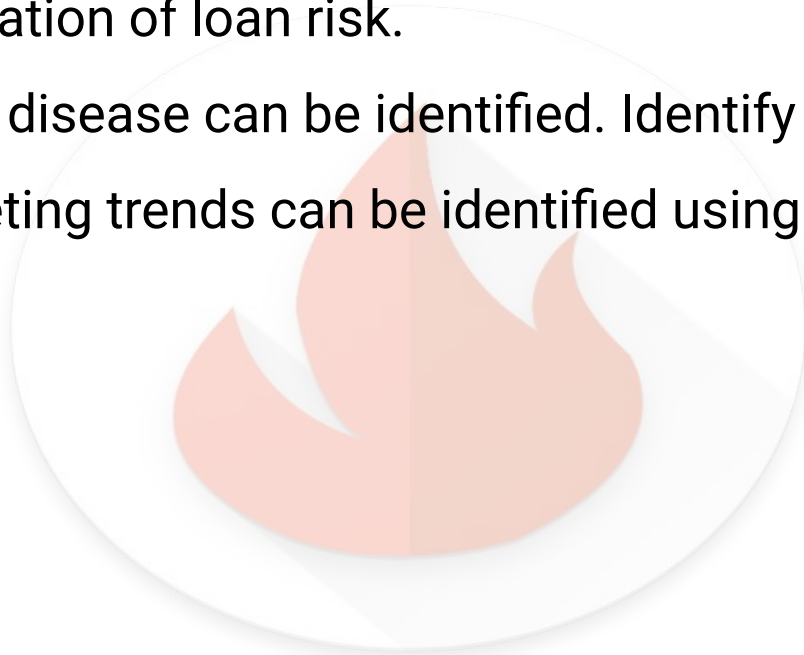 ation of loan risk.
disease can be identified. Identify
eting trends can be identified using